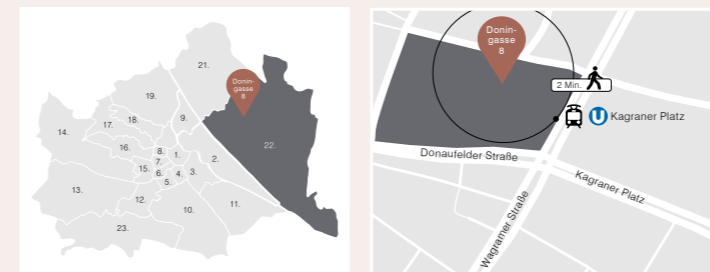 21.
Donin-
gasse
8
19.
14.
17.
18.
9.
22.
16.
8.
1.
7.
2.
15.
6.
4.
3.
5.
13.
12.
10.
11.
23.
Donin-
gasse
8
2 Min.
U
Kagraner Platz
Donaufelder Straße
Kagraner Platz
Wagramer Straße